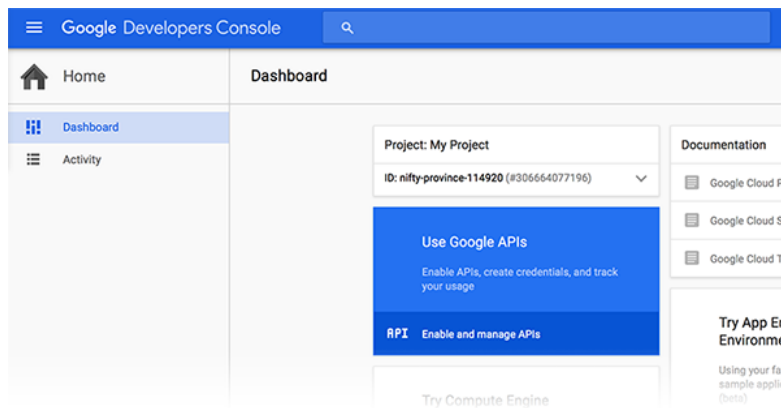 Google Developers Console
Home
Dashboard
Dashboard
Activity
Project: My Project
ID: nifty-province-114920 (#306664077196)
Use Google APIs
Enable APIs, create credentials, and track
your usage
API Enable and manage APIs
Try Compute Engine
Documentation
Google Cloud
Google Cloud
Google Cloud
Try App
Using your
sample
(beta)